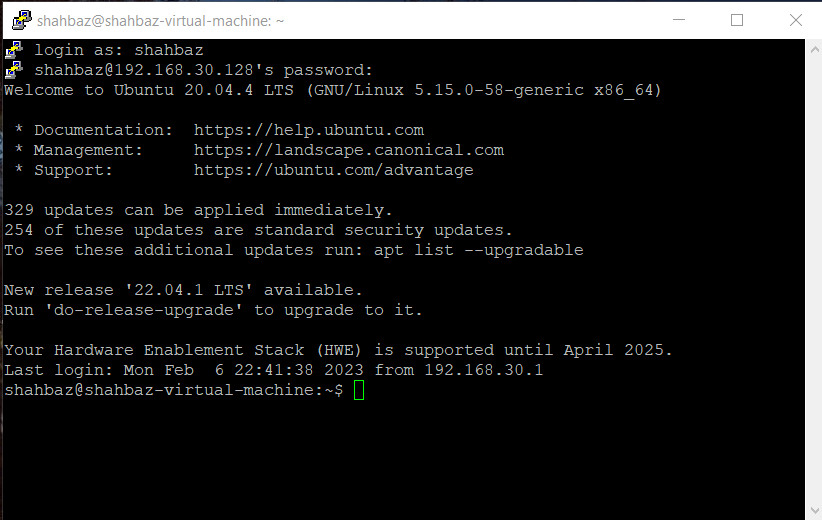 shahbaz@shahbaz-virtual-machine: ~
login as: shahbaz
shahbaz@192.168.30.128's password:
Welcome to Ubuntu 20.04.4 LTS (GNU/Linux 5.15.0-58-generic x86_64)
* Documentation:  https://help.ubuntu.com
* Management:     https://landscape.canonical.com
* Support:        https://ubuntu.com/advantage
329 updates can be applied immediately.
254 of these updates are standard security updates.
To see these additional updates run: apt list --upgradable
New release '22.04.1 LTS' available.
Run 'do-release-upgrade' to upgrade to it.
Your Hardware Enablement Stack (HWE) is supported until April 2025.
Last login: Mon Feb  6 22:41:38 2023 from 192.168.30.1
shahbaz@shahbaz-virtual-machine:~$